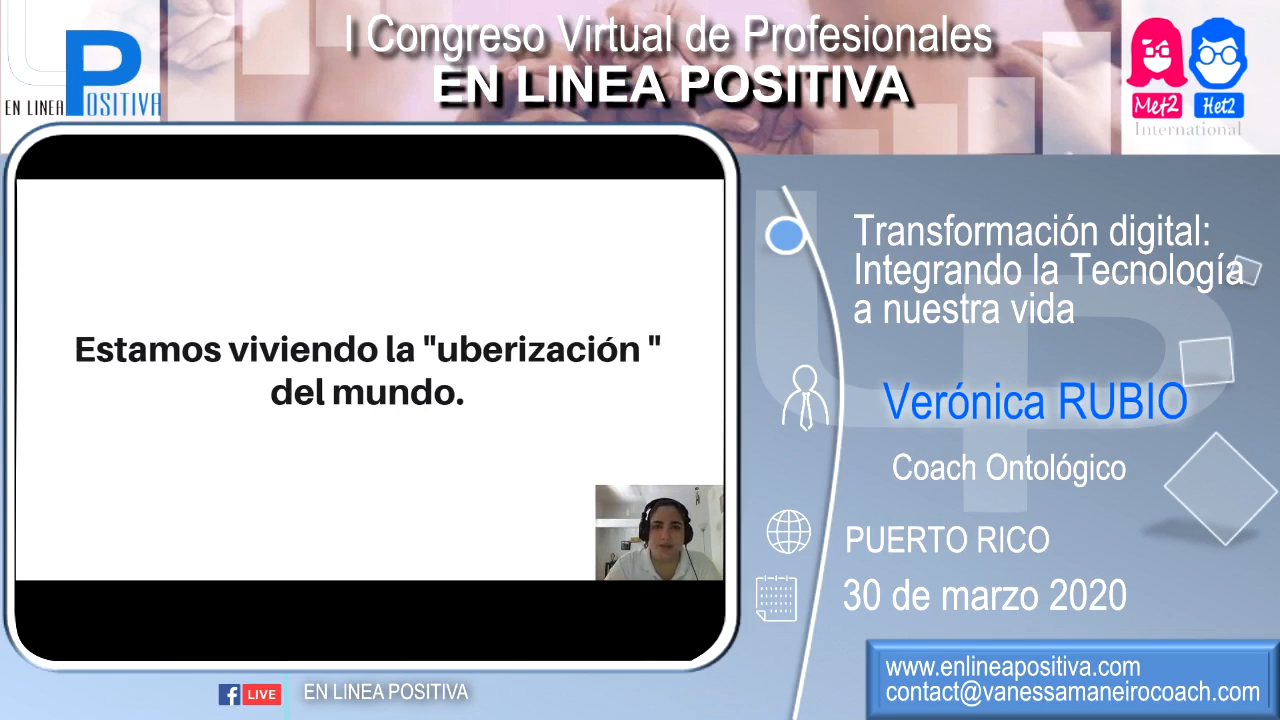 I Congreso Virtual de Profesionales
EN LINEA POSITIVA
EN LINEA POSITIVA
Met2
Het2
International
Estamos viviendo la "uberización "
del mundo.
Transformación digital:
Integrando la Tecnología
a nuestra vida
Verónica RUBIO
Coach Ontológico
PUERTO RICO
30 de marzo 2020
www.enlineapositiva.com
contact@vanessamaneirocoach.com
LIVE
EN LINEA POSITIVA